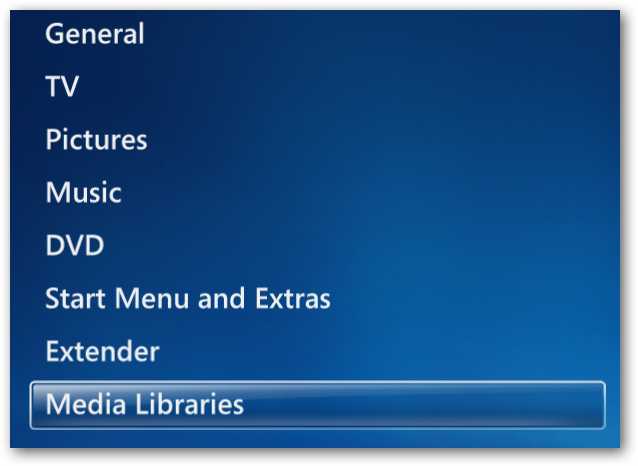 General
TV
Pictures
Music
DVD
Start Menu and Extras
Extender
Media Libraries